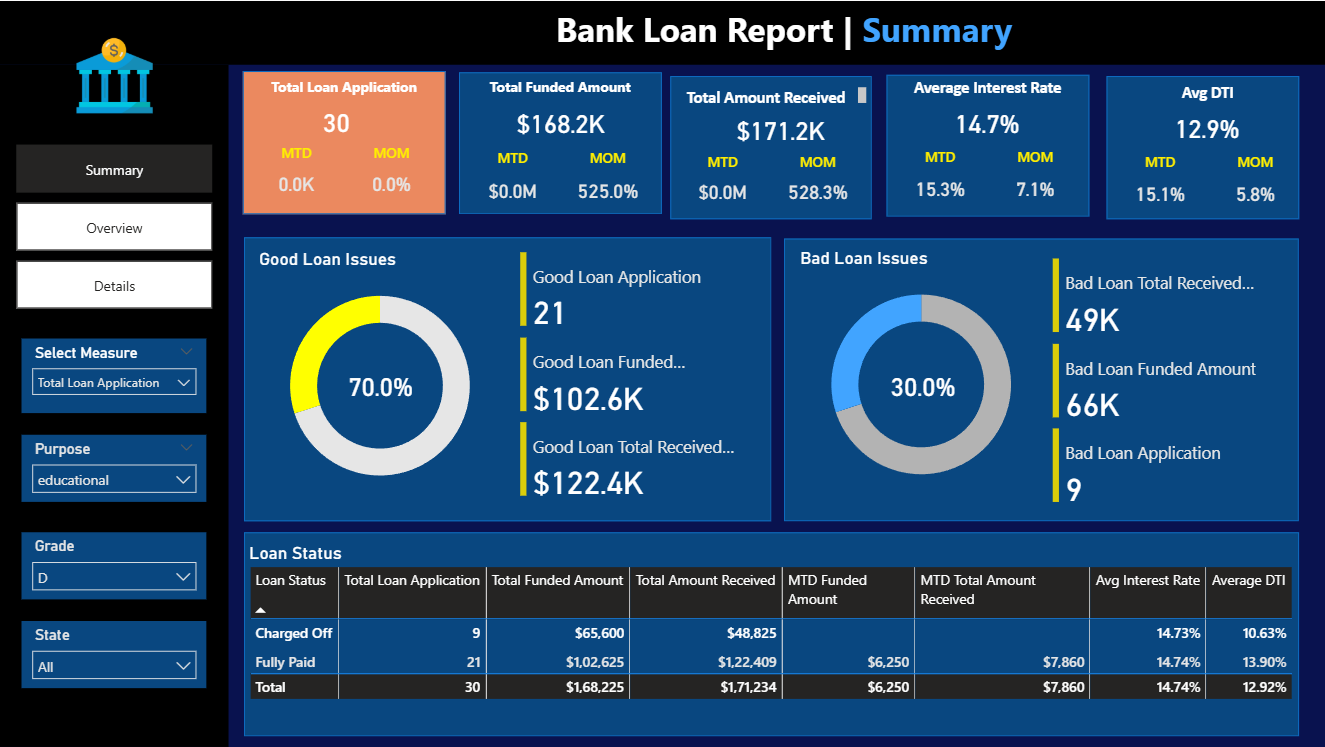 Bank Loan Report | Summary
$
Summary
Overview
Details
Select Measure
Total Loan Application
Purpose
educational
Grade
D
State
All
Total Loan Application
30
MTD MOM
0.0K 0.0%
Total Funded Amount
$168.2K
MTD MOM
$0.0M 525.0%
Total Amount Received
$171.2K
MTD MOM
$0.0M 528.3%
Average Interest Rate
14.7%
MTD MOM
15.3% 7.1%
Avg DTI
12.9%
MTD MOM
15.1% 5.8%
Good Loan Issues
70.0%
Good Loan Application
21
Good Loan Funded...
$102.6K
Good Loan Total Received...
$122.4K
Bad Loan Issues
30.0%
Bad Loan Total Received...
49K
Bad Loan Funded Amount
66K
Bad Loan Application
9
Loan Status
Loan Status Total Loan Application Total Funded Amount Total Amount Received MTD Funded Amount MTD Total Amount Received Avg Interest Rate Average DTI
Charged Off 9 $65,600 $48,825 14.73% 10.63%
Fully Paid 21 $1,02,625 $1,22,409 $6,250 $7,860 14.74% 13.90%
Total 30 $1,68,225 $1,71,234 $6,250 $7,860 14.74% 12.92%